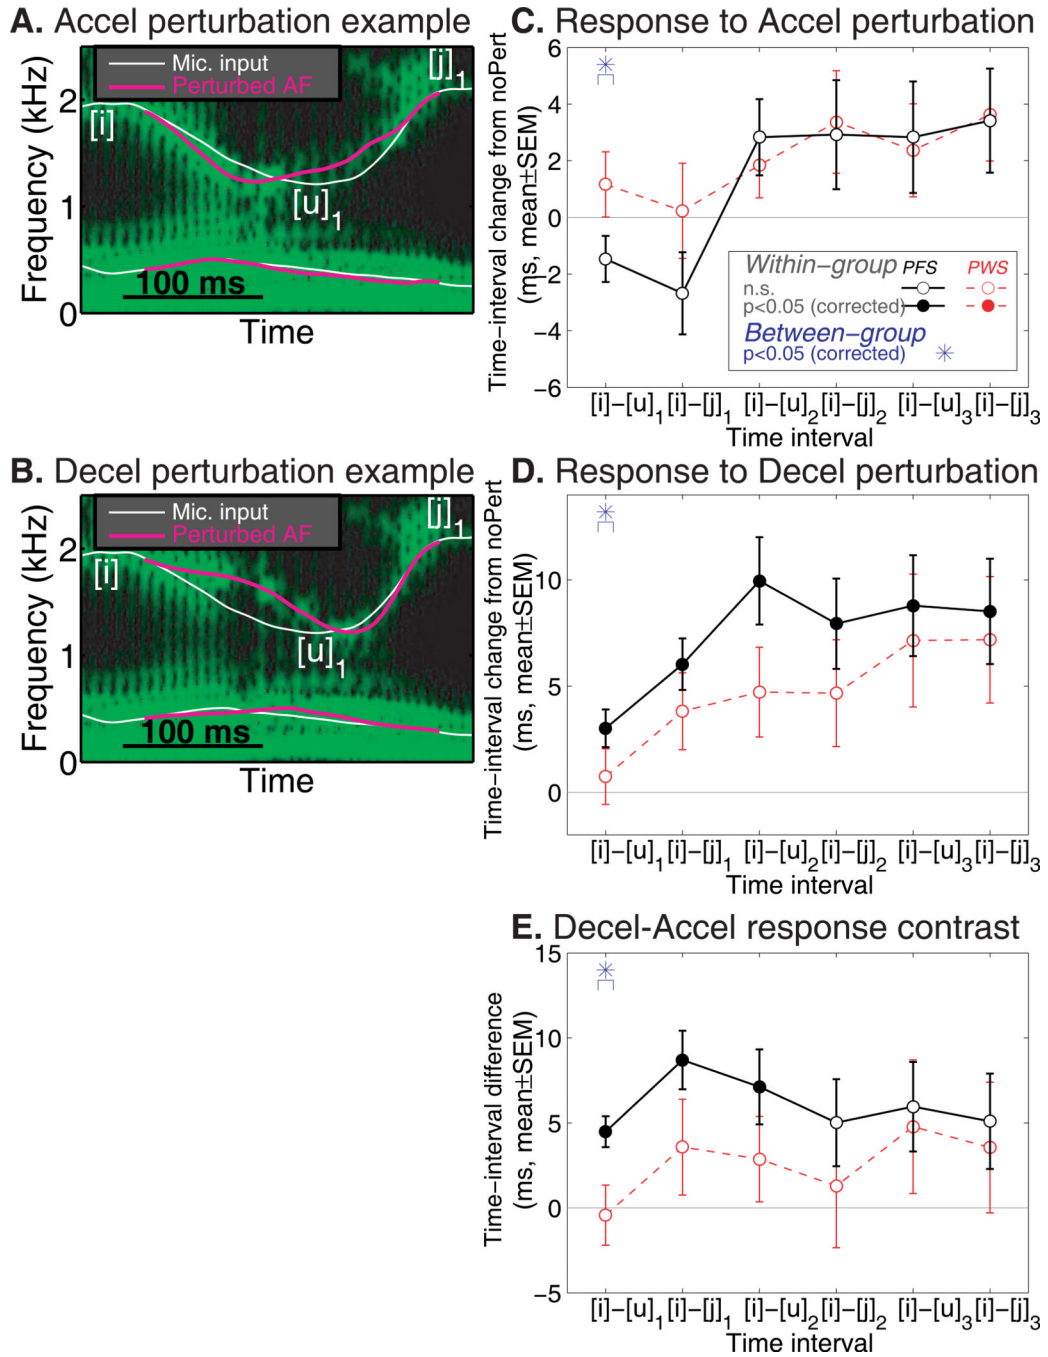 A. Accel perturbation example
Mic. input
Perturbed AF
[i]
[u]1
[j]1
2
1
0
Frequency (kHz)
100 ms
Time
B. Decel perturbation example
Mic. input
Perturbed AF
[i]
[u]1
[j]1
2
1
0
Frequency (kHz)
100 ms
Time
C. Response to Accel perturbation
Time-interval change from noPert
(ms, mean±SEM)
6
4
2
0
−2
−4
−6
Within-group PFS PWS
n.s.
p<0.05 (corrected)
Between-group
p<0.05 (corrected)
[i]−[u]1 [i]−[j]1 [i]−[u]2 [i]−[j]2 [i]−[u]3 [i]−[j]3
Time interval
D. Response to Decel perturbation
Time-interval change from noPert
(ms, mean±SEM)
10
5
0
[i]−[u]1 [i]−[j]1 [i]−[u]2 [i]−[j]2 [i]−[u]3 [i]−[j]3
Time interval
E. Decel-Accel response contrast
Time-interval difference
(ms, mean±SEM)
15
10
5
0
−5
[i]−[u]1 [i]−[j]1 [i]−[u]2 [i]−[j]2 [i]−[u]3 [i]−[j]3
Time interval